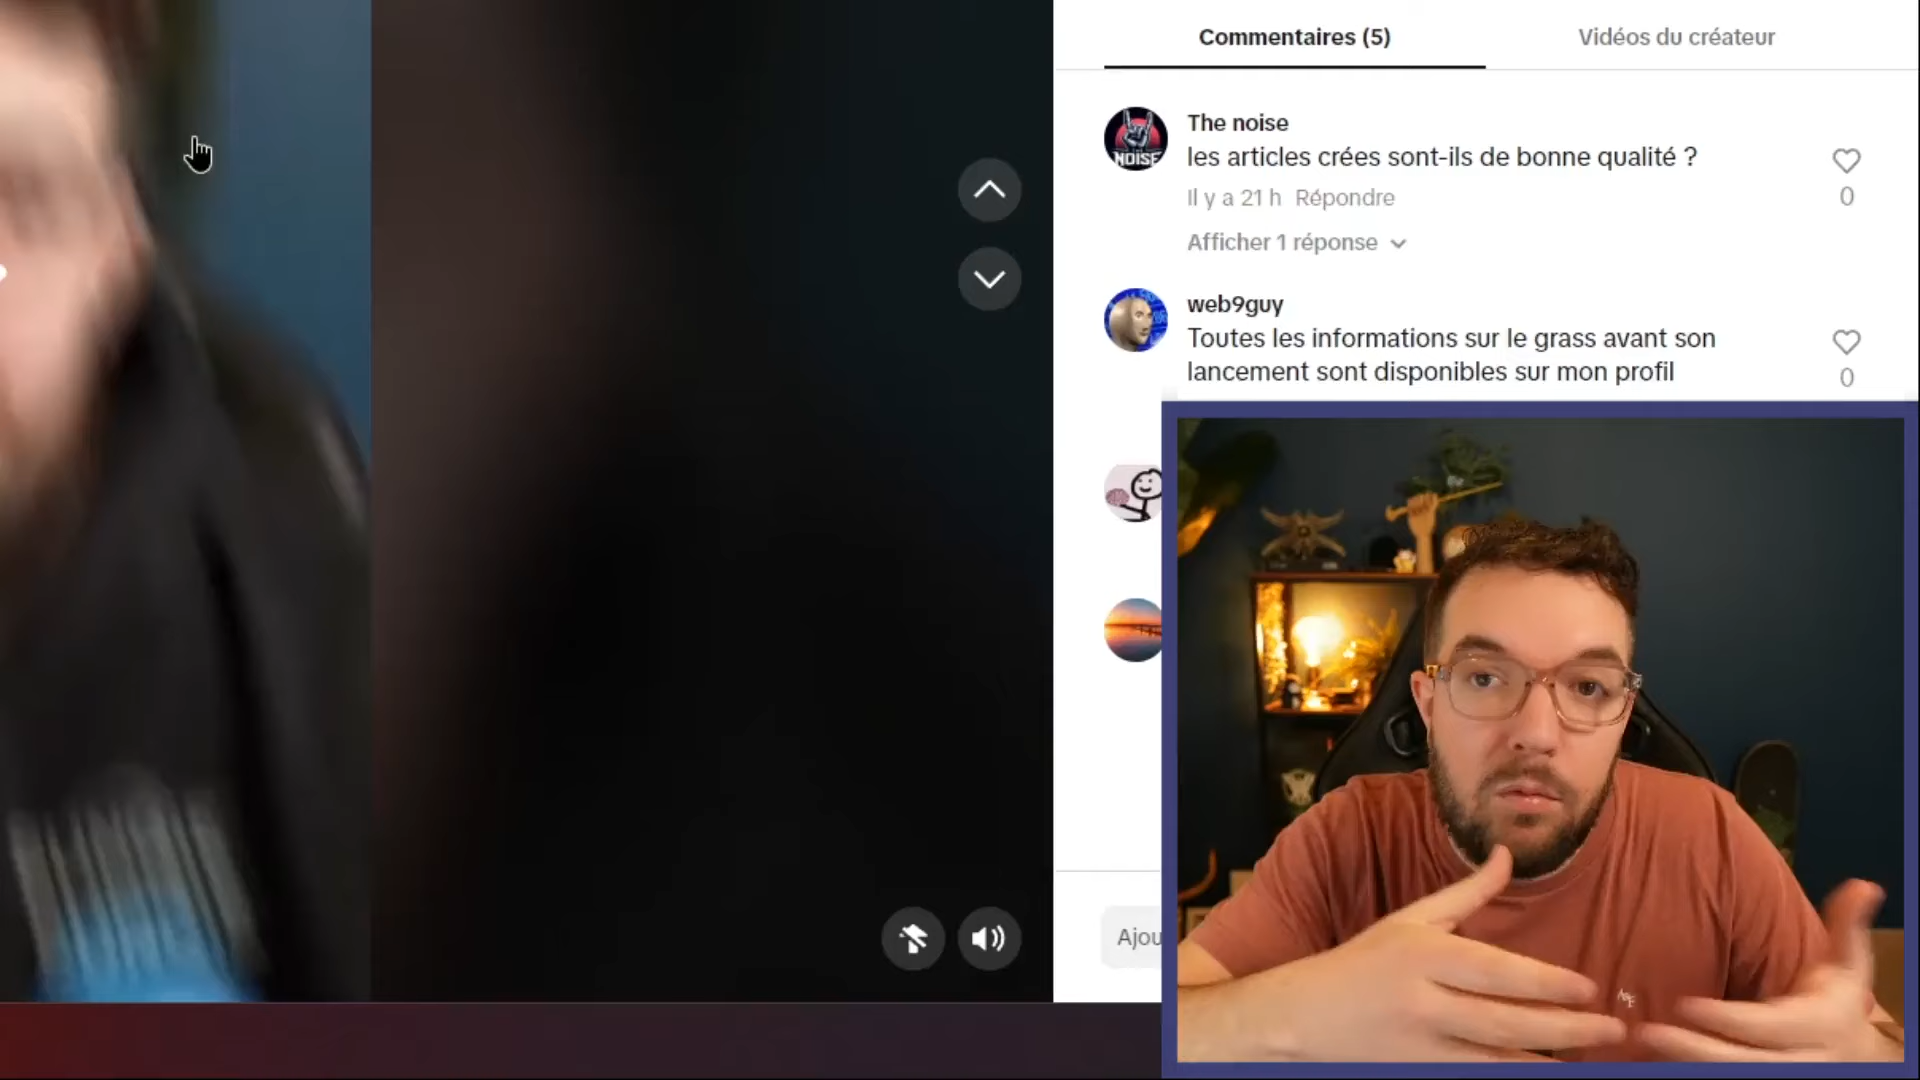 Commentaires (5)
Vidéos du créateur
NOISE
The noise
les articles crées sont-ils de bonne qualité ?
Il y a 21 h Répondre
0
Afficher 1 réponse
web9guy
Toutes les informations sur le grass avant son
lancement sont disponibles sur mon profil
0
Ajou